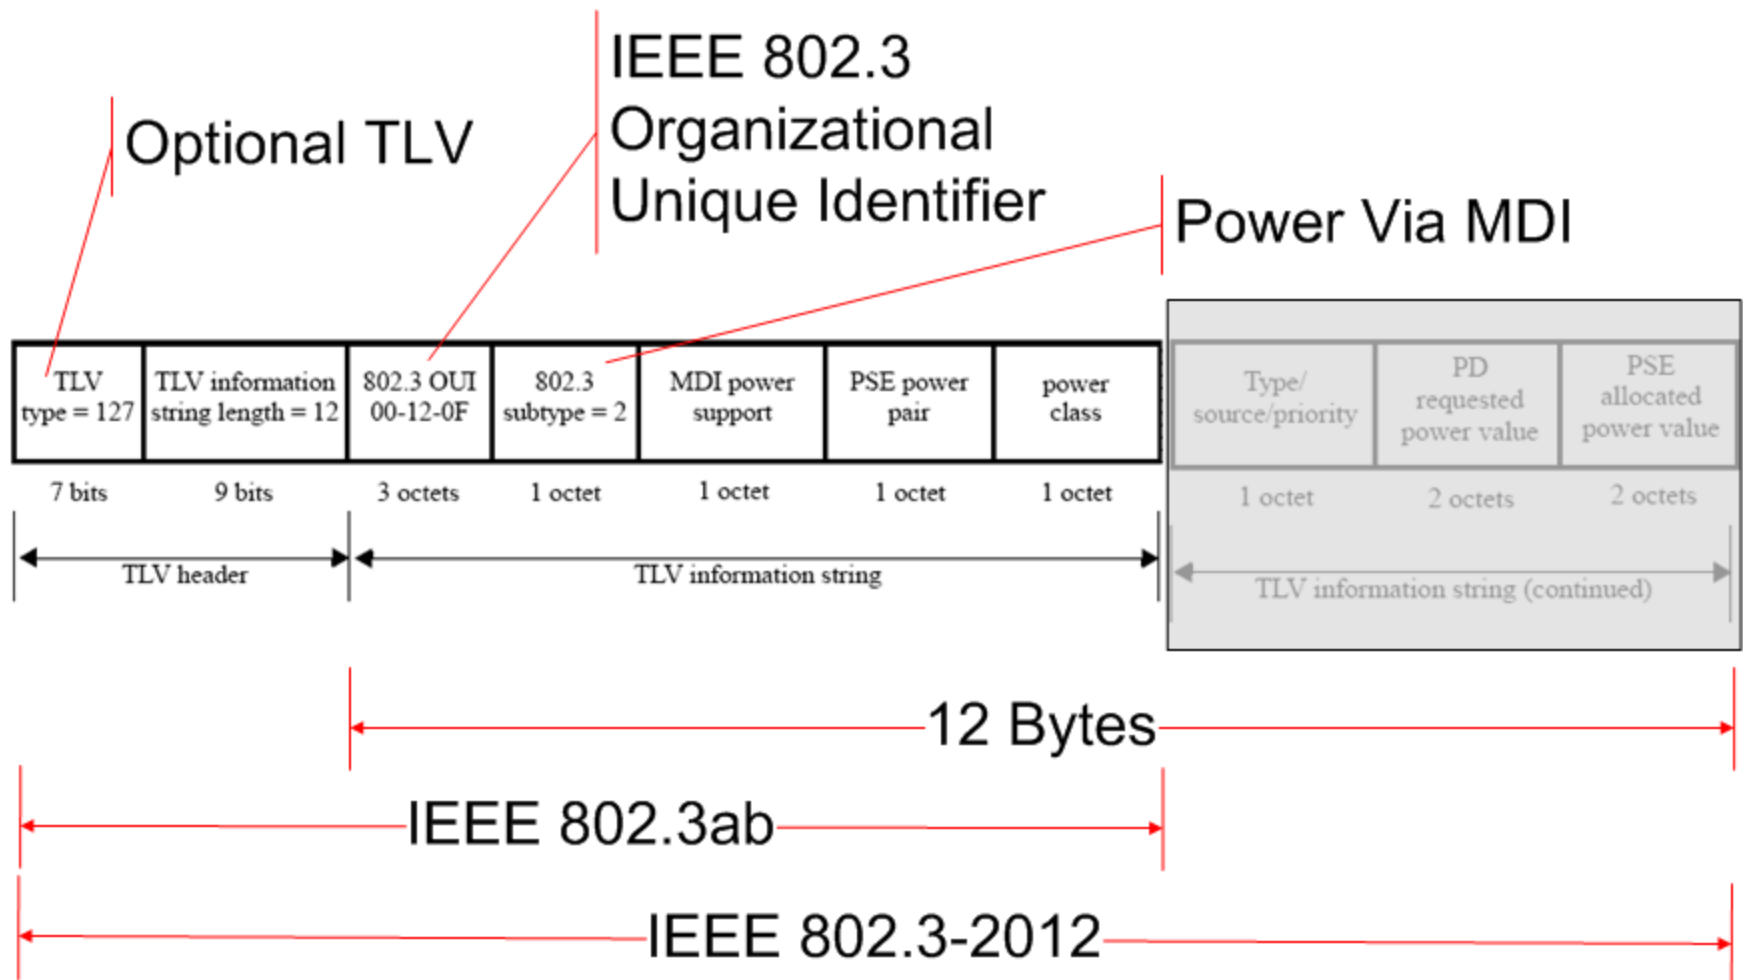 Optional TLV
IEEE 802.3
Organizational
Unique Identifier
Power Via MDI
TLV
type = 127
TLV information
string length = 12
802.3 OUI
00-12-0F
802.3
subtype = 2
MDI power
support
PSE power
pair
power
class
Type/
source/priority
PD
requested
power value
PSE
allocated
power value
7 bits
9 bits
3 octets
1 octet
1 octet
1 octet
1 octet
1 octet
2 octets
2 octets
TLV header
TLV information string
TLV information string (continued)
12 Bytes
IEEE 802.3ab
IEEE 802.3-2012